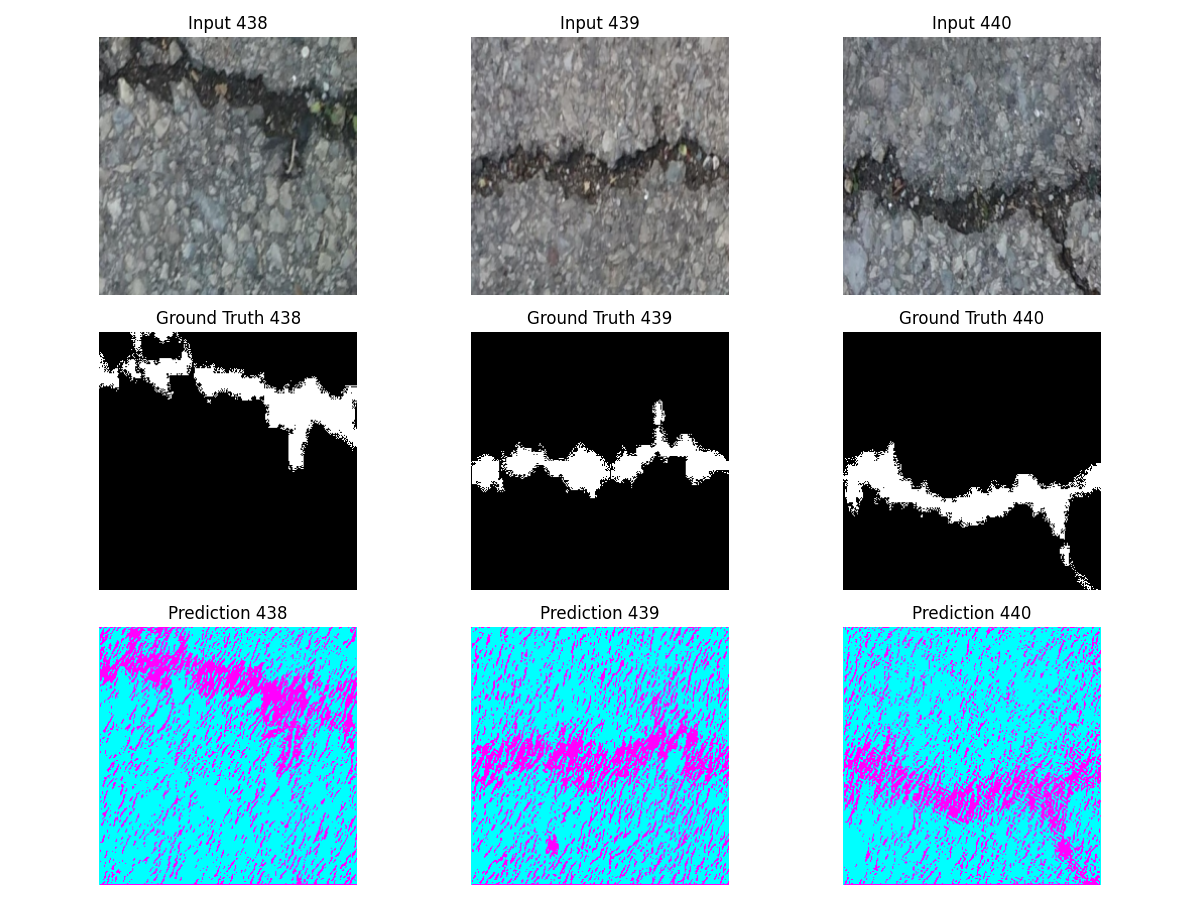 Input 438
Input 439
Input 440
Ground Truth 438
Ground Truth 439
Ground Truth 440
Prediction 438
Prediction 439
Prediction 440